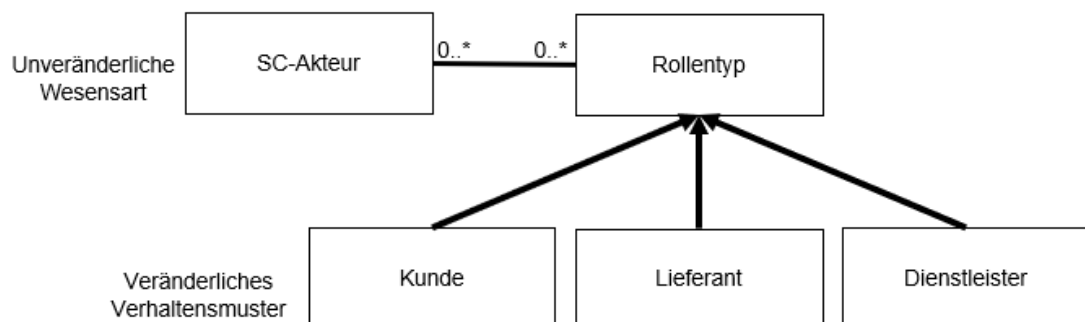 Unveränderliche
Wesensart
SC-Akteur
0..*
0..*
Rollentyp
Veränderliches
Verhaltensmuster
Kunde
Lieferant
Dienstleister